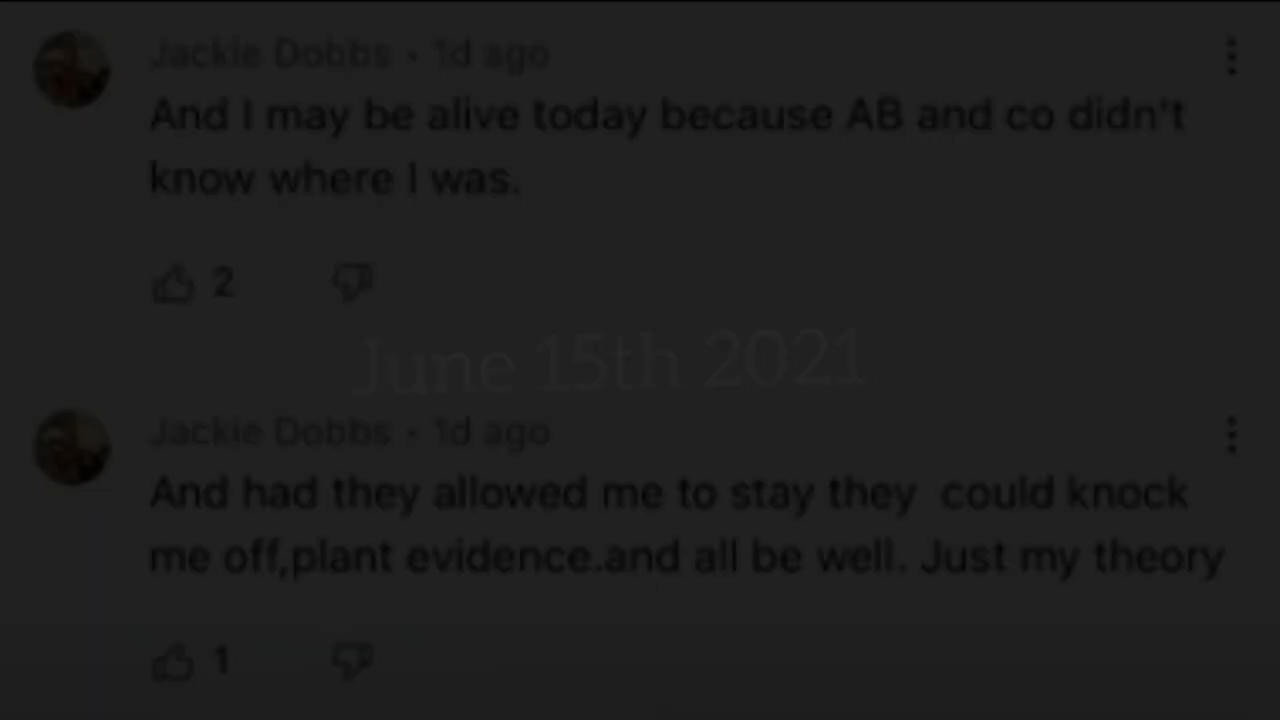 Jackie Dobbs • 1d ago
And I may be alive today because AB and co didn't
know where I was.
2
June 15th 2021
Jackie Dobbs • 1d ago
And had they allowed me to stay they could knock
me off,plant evidence.and all be well. Just my theory
1